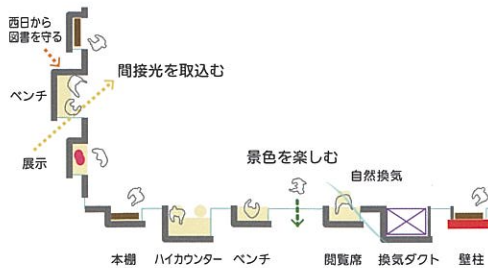 西日から
図書を守る
ベンチ
間接光を取込む
展示
景色を楽しむ
自然換気
本棚
ハイカウンター
ベンチ
閲覧席
換気ダクト
壁柱